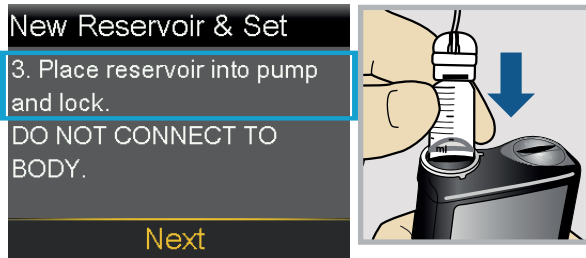 New Reservoir & Set
3. Place reservoir into pump
and lock.
DO NOT CONNECT TO
BODY.
Next
ml